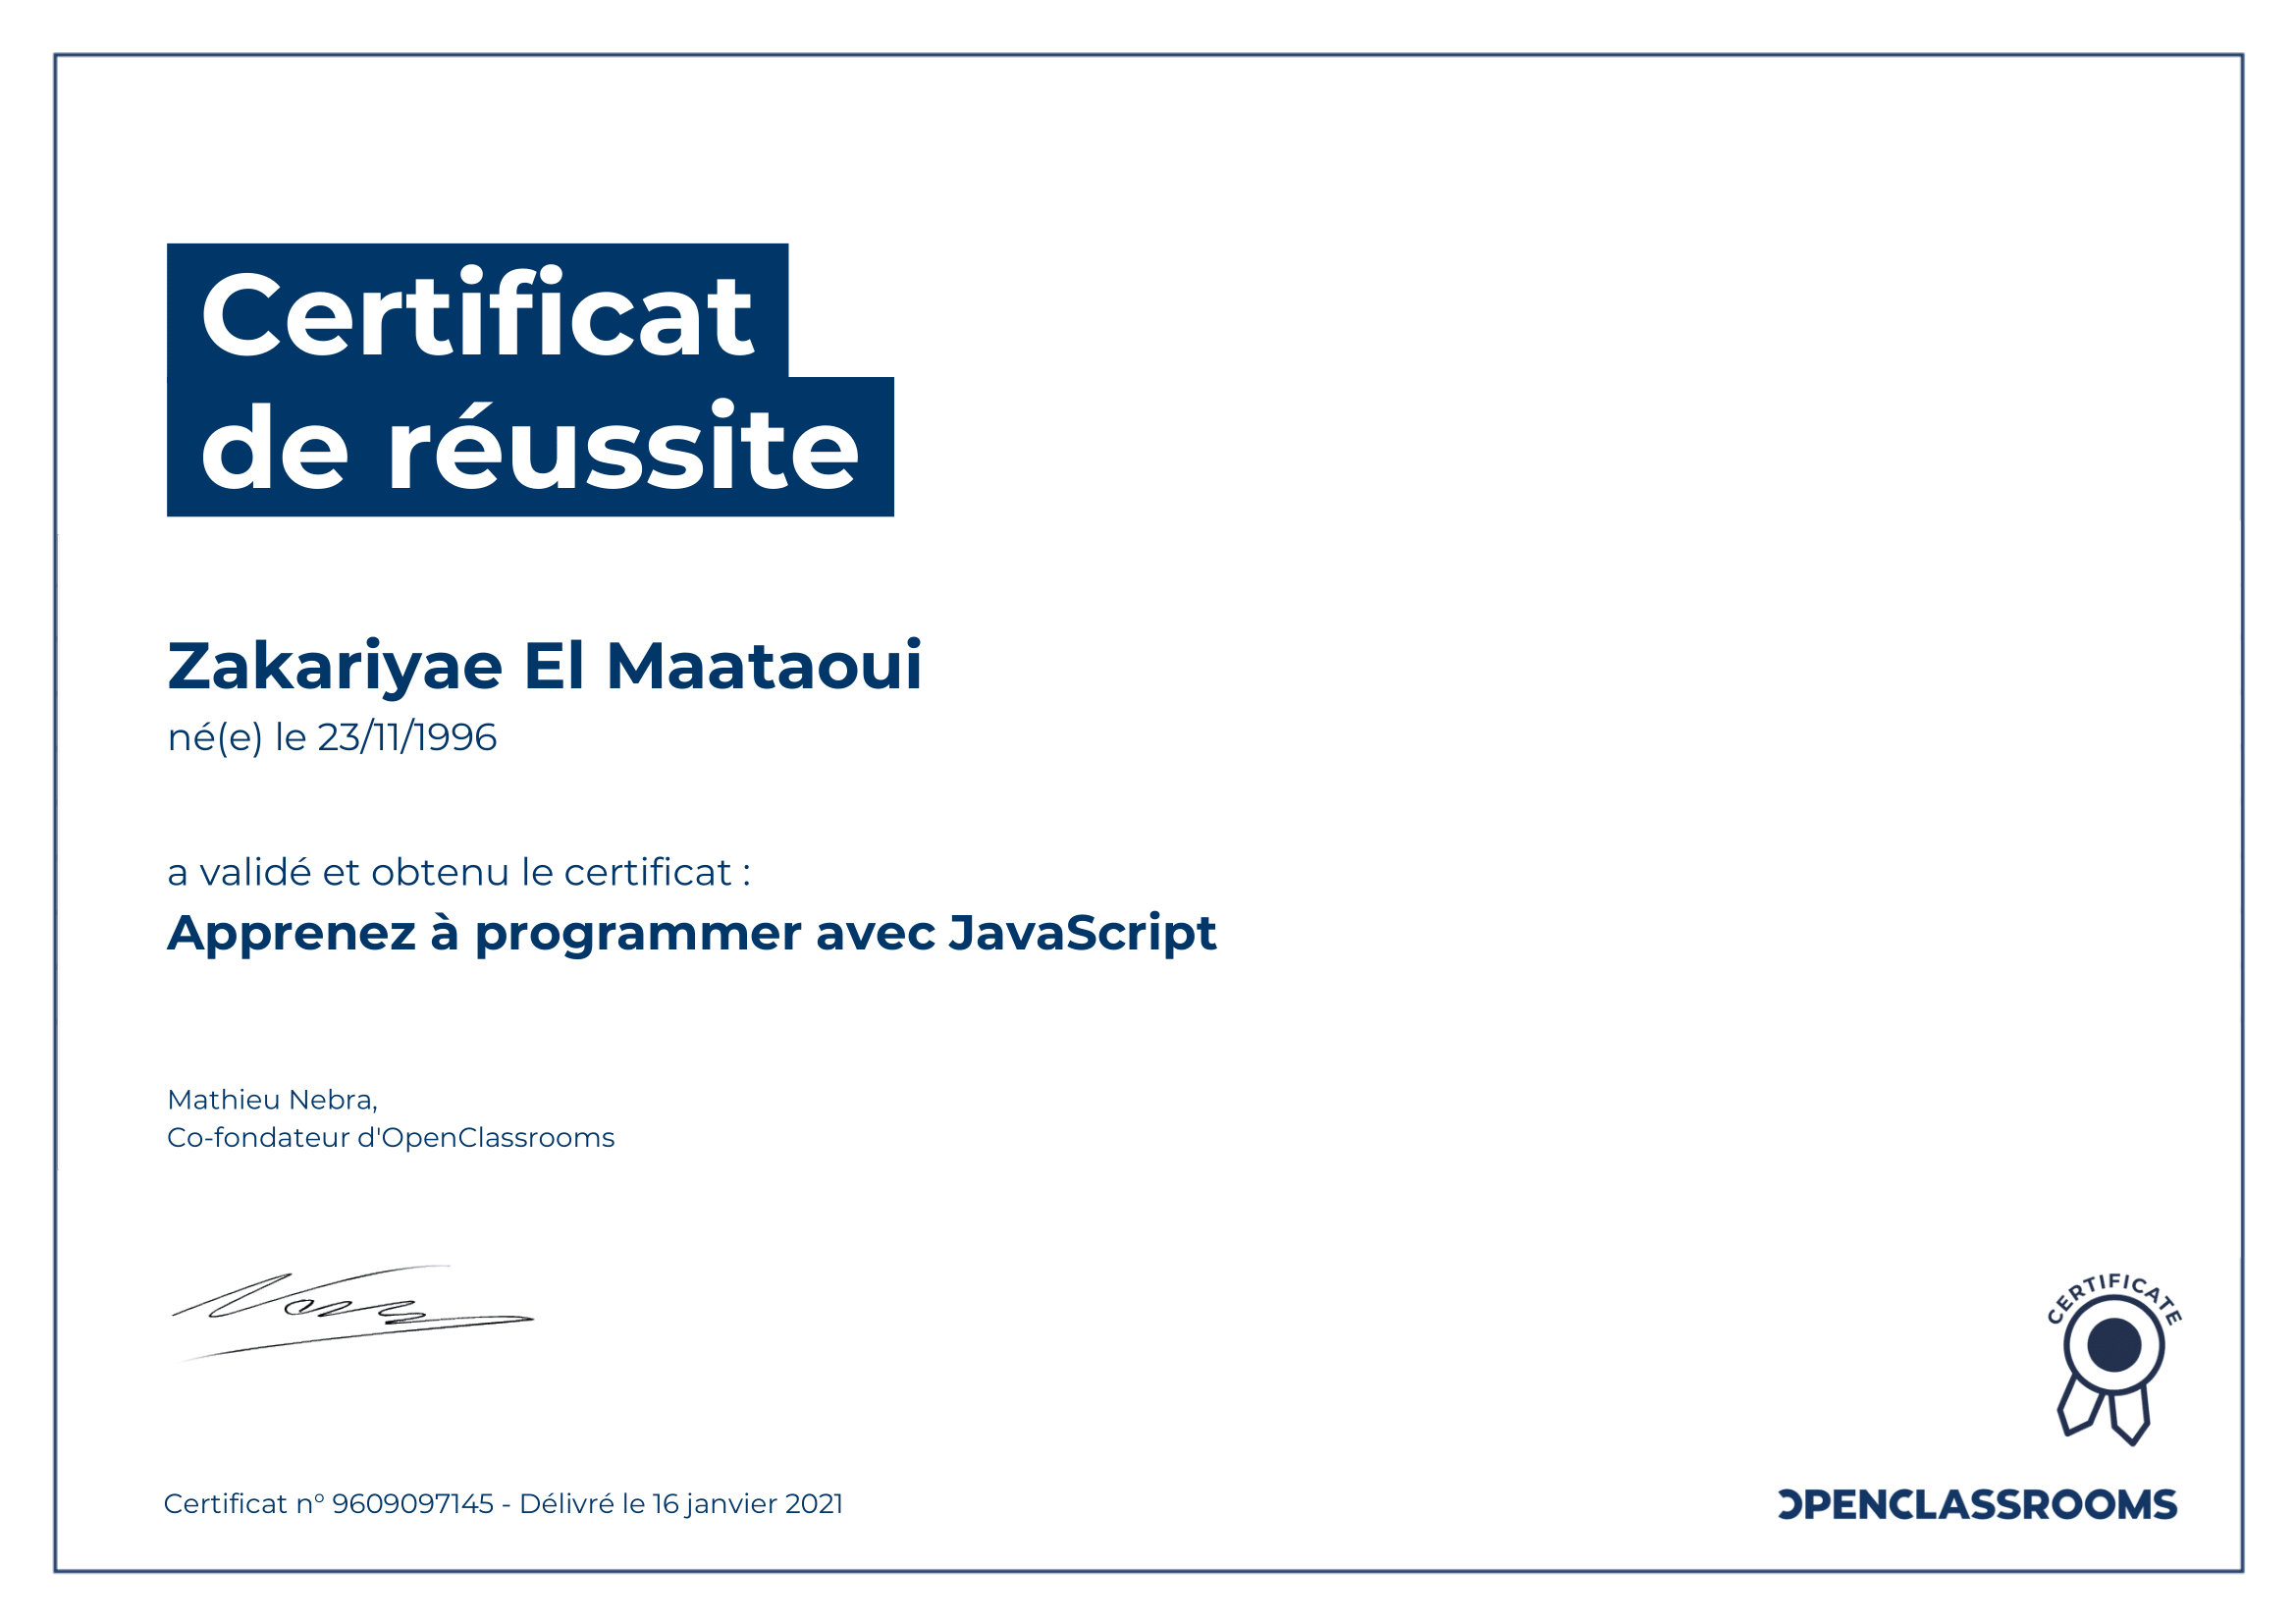 Certificat
de réussite
Zakariyae El Maataoui
né(e) le 23/11/1996
a validé et obtenu le certificat :
Apprenez à programmer avec JavaScript
Mathieu Nebra,
Co-fondateur d'OpenClassrooms
CERTIFICATE
Certificat n° 9609097145 - Délivré le 16 janvier 2021
OPENCLASSROOMS